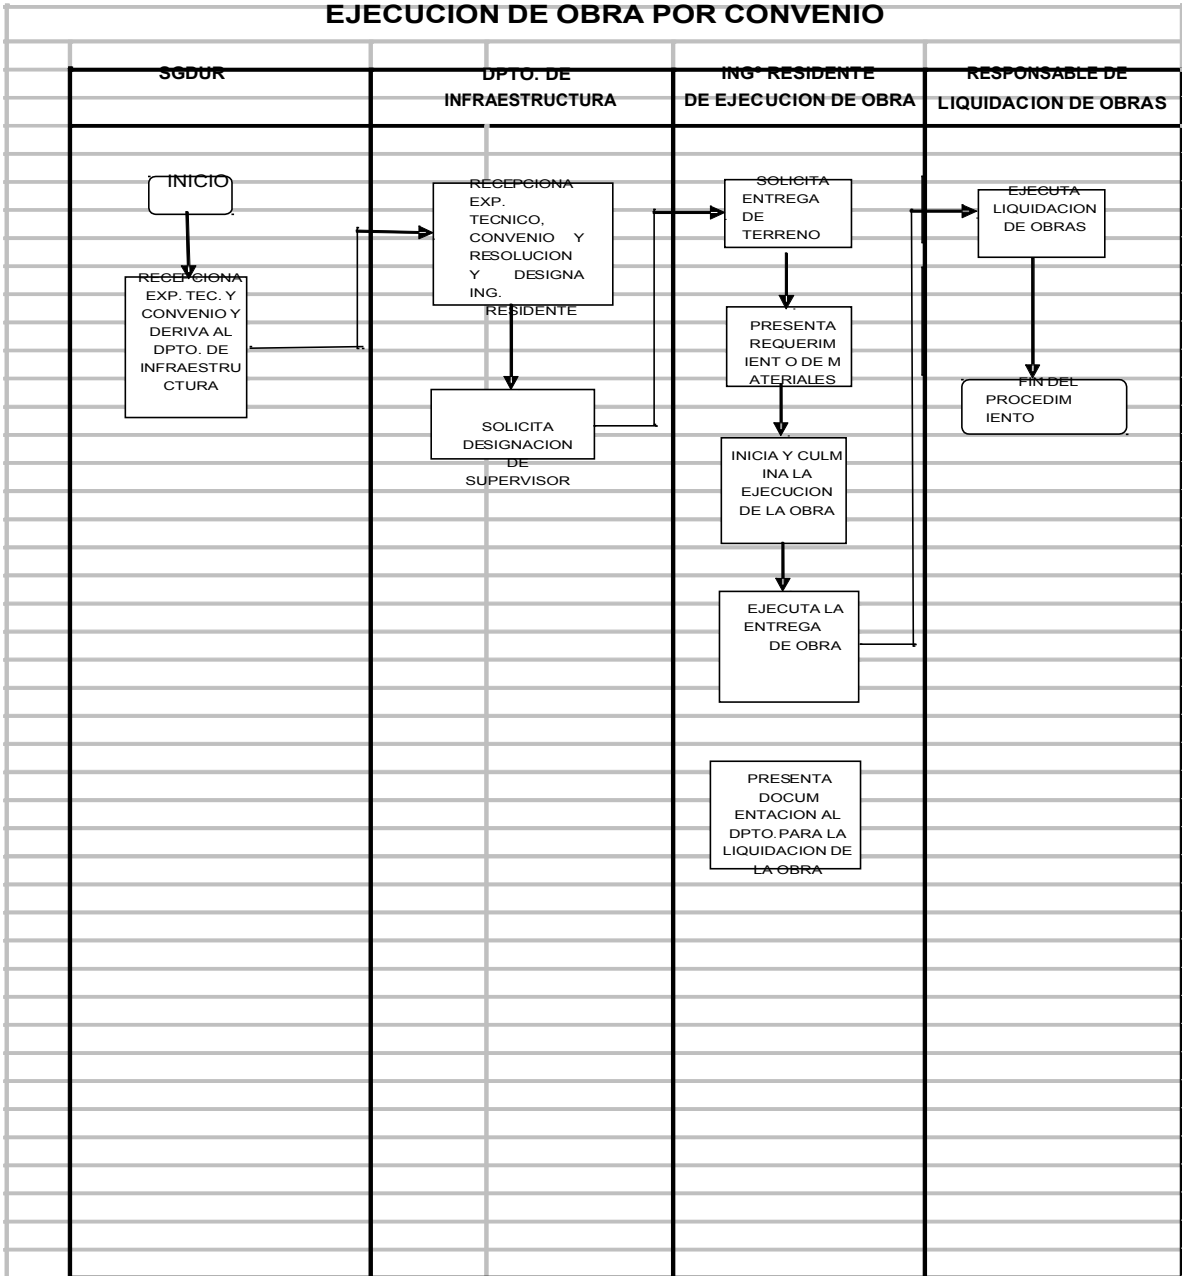 EJECUCION DE OBRA POR CONVENIO
SGDUR
DPTO. DE
INFRAESTRUCTURA
INGº RESIDENTE
DE EJECUCION DE OBRA
RESPONSABLE DE
LIQUIDACION DE OBRAS
INICIO
RECEPCIONA
EXP. TEC. Y
CONVENIO Y
DERIVA AL
DPTO. DE
INFRAESTRU
CTURA
RECEPCIONA
EXP.
TECNICO,
CONVENIO Y
RESOLUCION
Y DESIGNA
ING.
RESIDENTE
SOLICITA
DESIGNACION
DE
SUPERVISOR
SOLICITA
ENTREGA
DE
TERRENO
PRESENTA
REQUERIM
IENT O DE M
ATERIALES
INICIA Y CULM
INA LA
EJECUCION
DE LA OBRA
EJECUTA LA
ENTREGA
DE OBRA
PRESENTA
DOCUM
ENTACION AL
DPTO. PARA LA
LIQUIDACION DE
LA OBRA
EJECUTA
LIQUIDACION
DE OBRAS
FIN DEL
PROCEDIM
IENTO